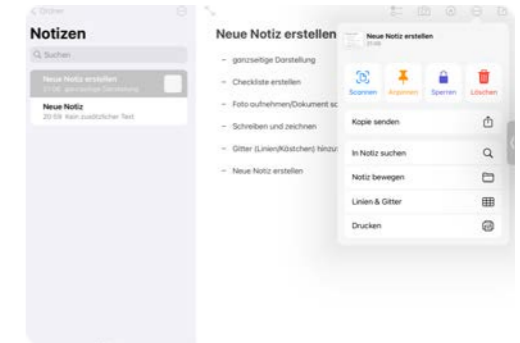 Ordner
Notizen
Suchen
Neue Notiz erstellen
21:06 ganzseitige Darstellung
Neue Notiz
20:59 Kein zusätzlicher Text
Neue Notiz erstellen
– ganzseitige Darstellung
– Checkliste erstellen
– Foto aufnehmen/Dokument sc
– Schreiben und zeichnen
– Gitter (Linien/Kästchen) hinzu
– Neue Notiz erstellen
Neue Notiz erstellen
21:06
Scannen
Anpinnen
Sperren
Löschen
Kopie senden
In Notiz suchen
Notiz bewegen
Linien & Gitter
Drucken